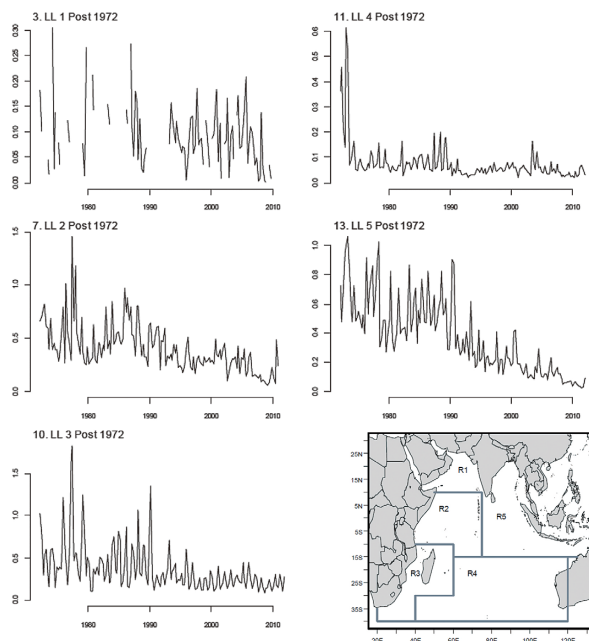 3. LL 1 Post 1972
0.30
0.25
0.20
0.15
0.10
0.05
0.00
1980 1990 2000 2010
11. LL 4 Post 1972
0.6
0.5
0.4
0.3
0.2
0.1
0.0
1980 1990 2000 2010
7. LL 2 Post 1972
1.5
1.0
0.5
0.0
1980 1990 2000 2010
13. LL 5 Post 1972
1.0
0.8
0.6
0.4
0.2
0.0
1980 1990 2000 2010
10. LL 3 Post 1972
1.5
1.0
0.5
0.0
1980 1990 2000 2010
25N
15N
5N
5S
15S
25S
35S
R1
R2
R5
R3
R4
20E 40E 60E 80E 100E 120E